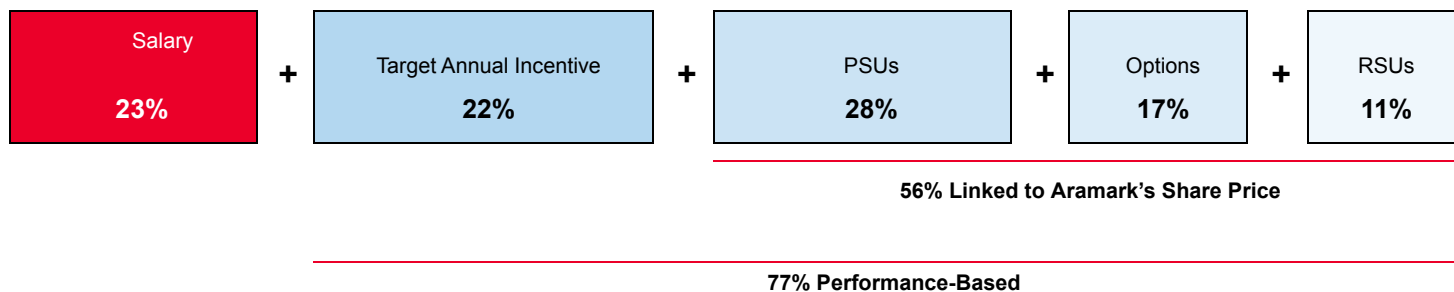 Salary
23%
+
Target Annual Incentive
22%
+
PSUs
28%
+
Options
17%
+
RSUs
11%
56% Linked to Aramark's Share Price
77% Performance-Based